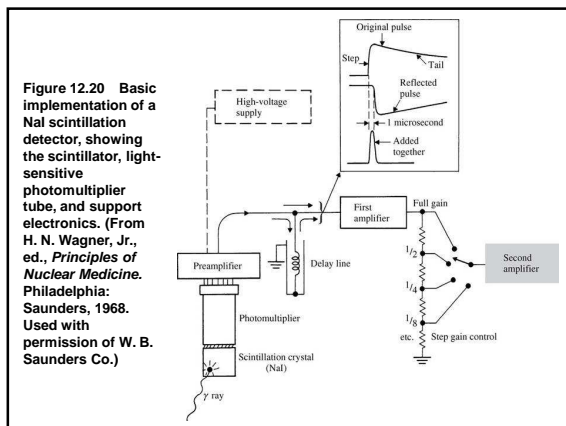 Figure 12.20 Basic
implementation of a
NaI scintillation
detector, showing
the scintillator, light-
sensitive
photomultiplier
tube, and support
electronics. (From
H. N. Wagner, Jr.,
ed., Principles of
Nuclear Medicine.
Philadelphia:
Saunders, 1968.
Used with
permission of W. B.
Saunders Co.)
Original pulse
Step
Tail
Reflected
pulse
1 microsecond
Added
together
High-voltage
supply
First
amplifier
Full gain
Preamplifier
Delay line
1/2
1/4
1/8
etc.
Second
amplifier
Step gain control
Photomultiplier
Scintillation crystal
(NaI)
γ ray